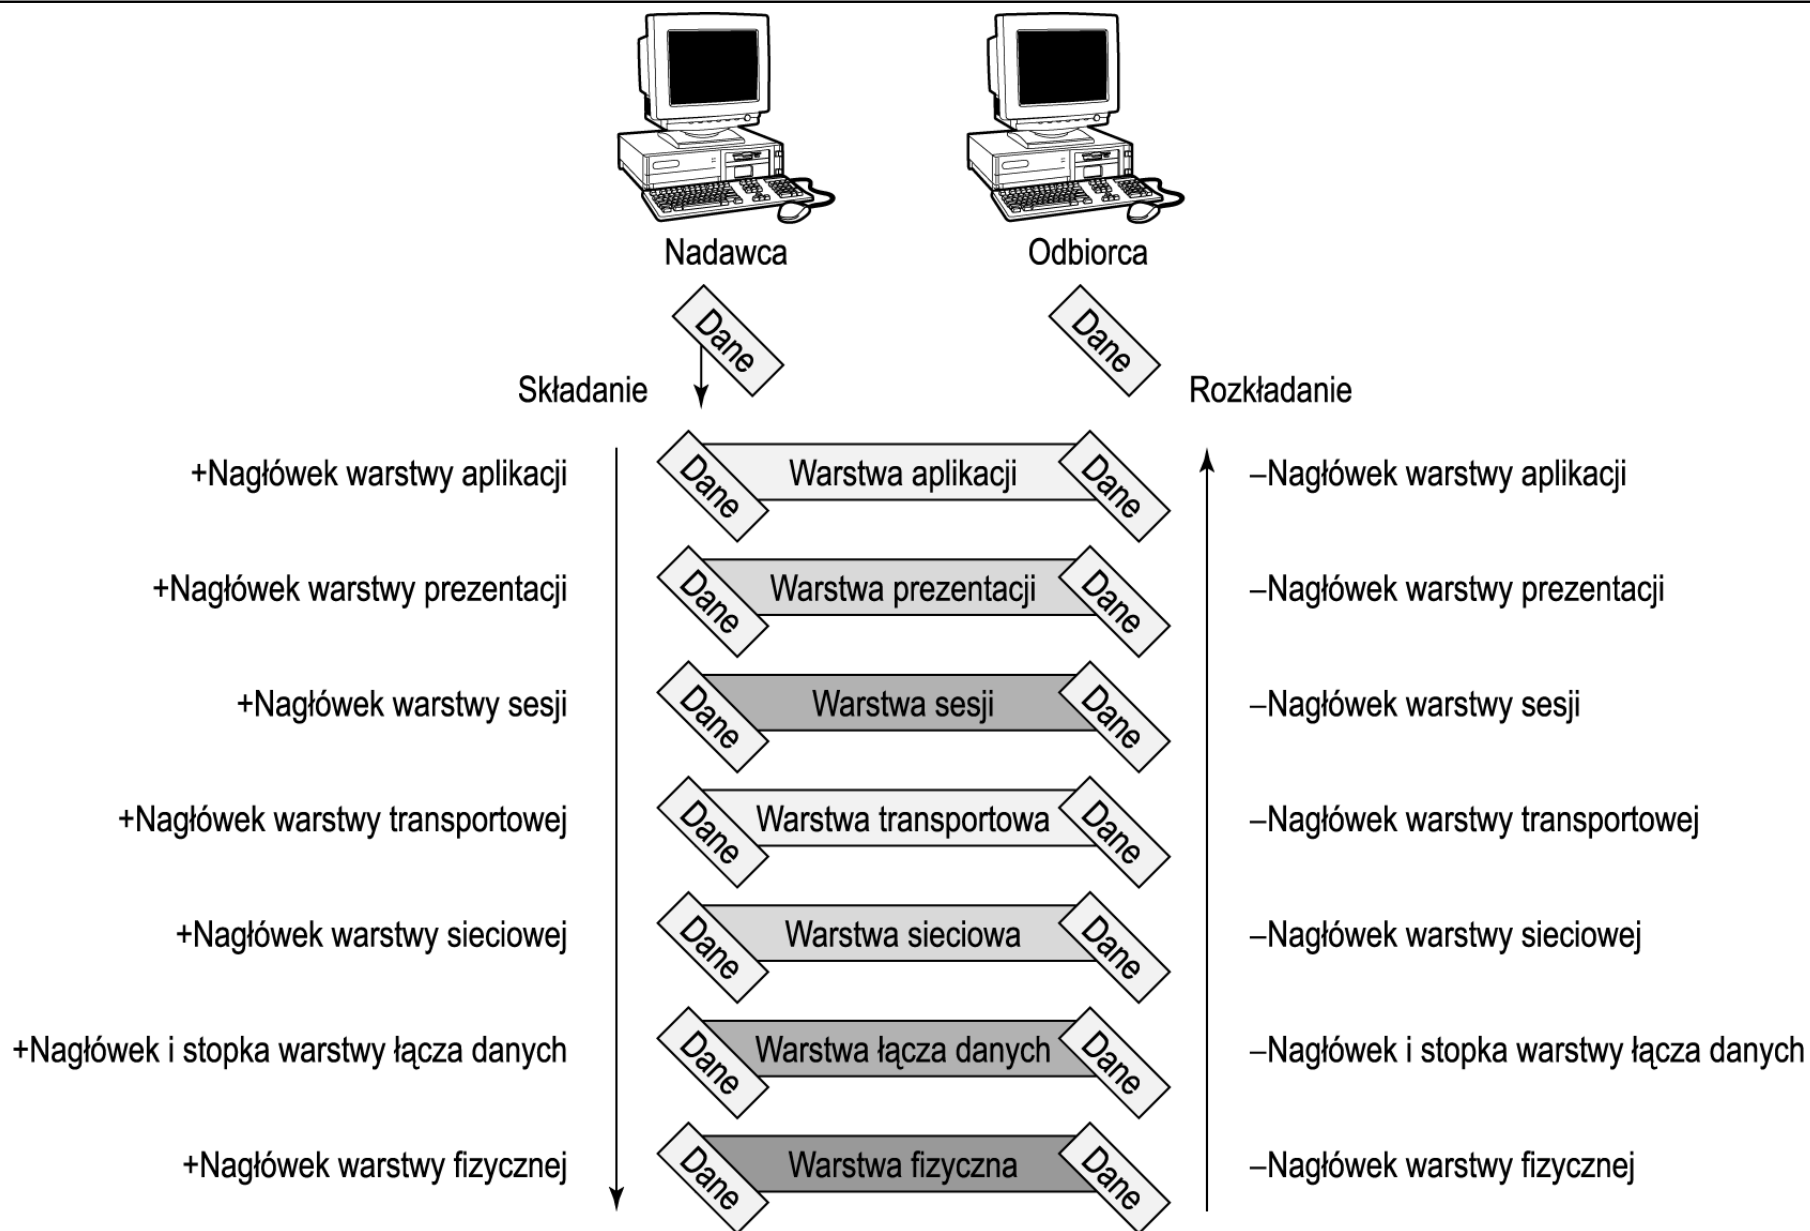 Nadawca Odbiorca
Dane Dane
Składanie Rozkładanie
+Nagłówek warstwy aplikacji Dane Warstwa aplikacji Dane –Nagłówek warstwy aplikacji
+Nagłówek warstwy prezentacji Dane Warstwa prezentacji Dane –Nagłówek warstwy prezentacji
+Nagłówek warstwy sesji Dane Warstwa sesji Dane –Nagłówek warstwy sesji
+Nagłówek warstwy transportowej Dane Warstwa transportowa Dane –Nagłówek warstwy transportowej
+Nagłówek warstwy sieciowej Dane Warstwa sieciowa Dane –Nagłówek warstwy sieciowej
+Nagłówek i stopka warstwy łącza danych Dane Warstwa łącza danych Dane –Nagłówek i stopka warstwy łącza danych
+Nagłówek warstwy fizycznej Dane Warstwa fizyczna Dane –Nagłówek warstwy fizycznej